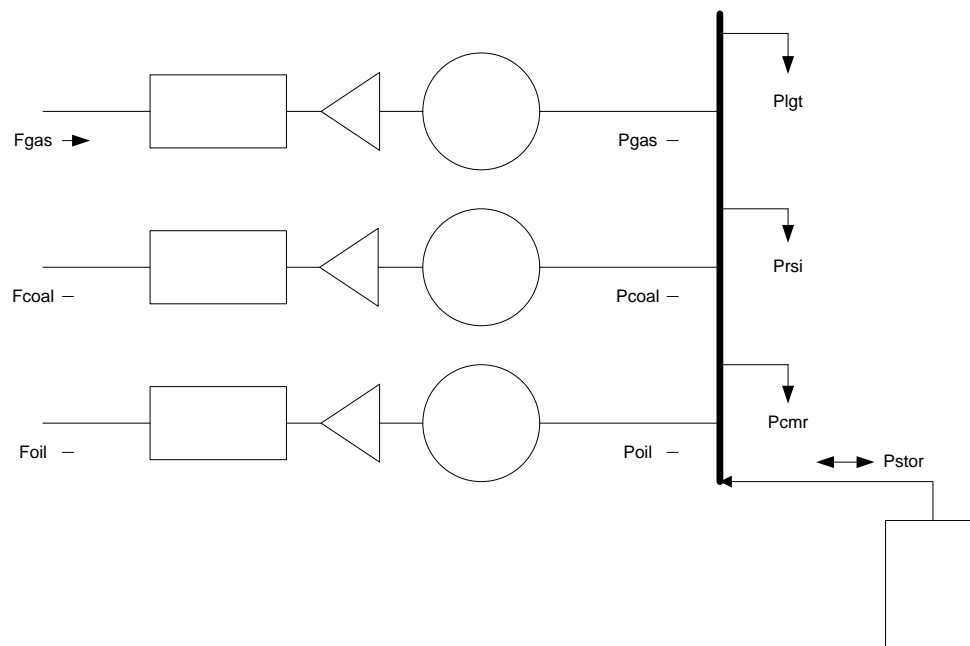 Plgt
Fgas
Pgas
Prsi
Fcoal
Pcoal
Pcmr
Foil
Poil
Pstor